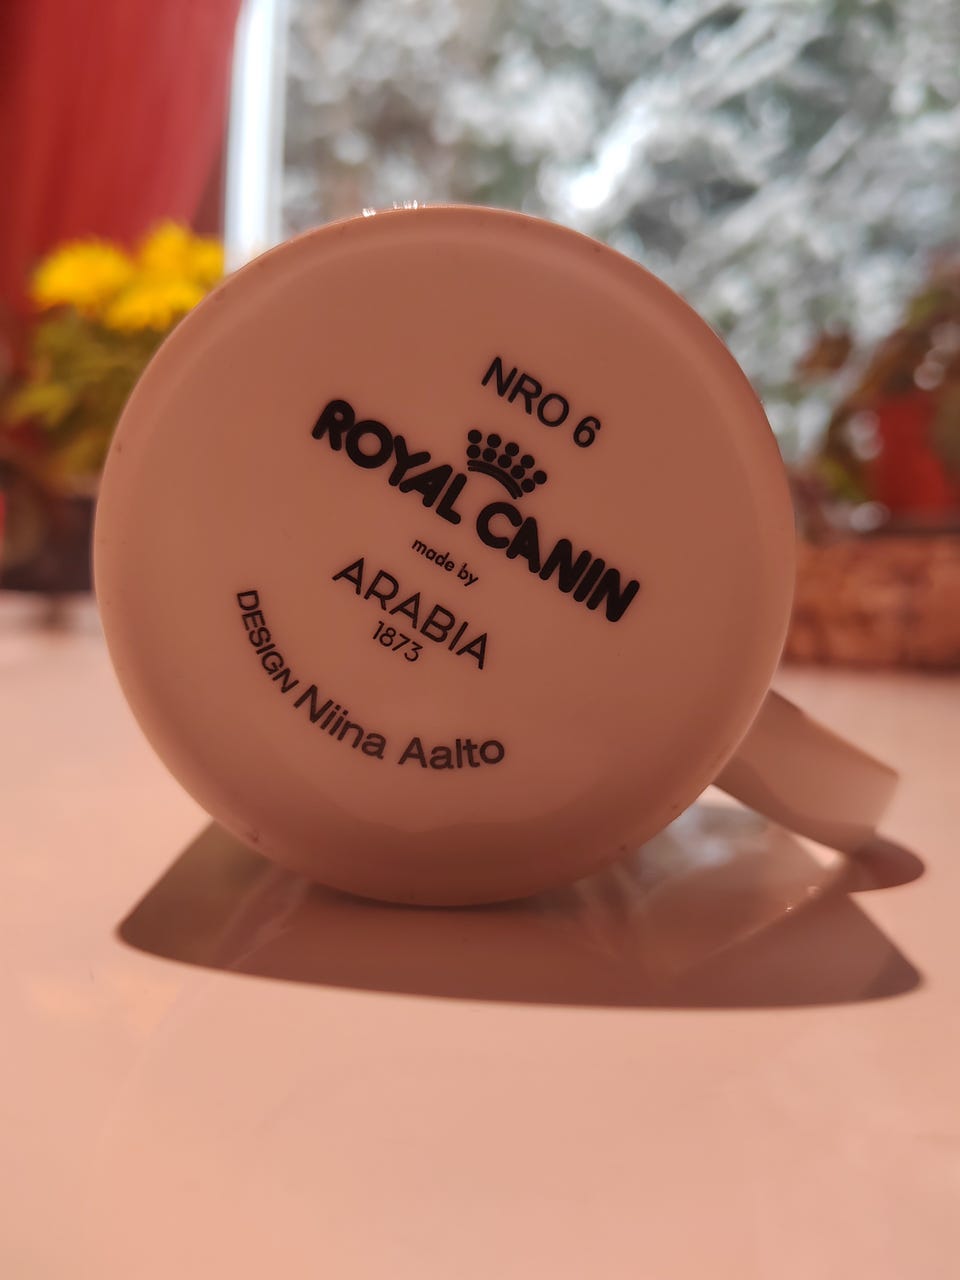 NRO 6
ROYAL CANIN
made by
ARABIA
1873
DESIGN Niina Aalto